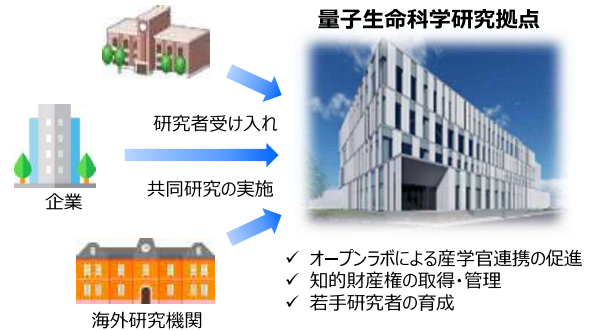 量子生命科学研究拠点
研究者受け入れ
共同研究の実施
企業
海外研究機関
✓ オープンラボによる産学官連携の促進
✓ 知的財産権の取得・管理
✓ 若手研究者の育成